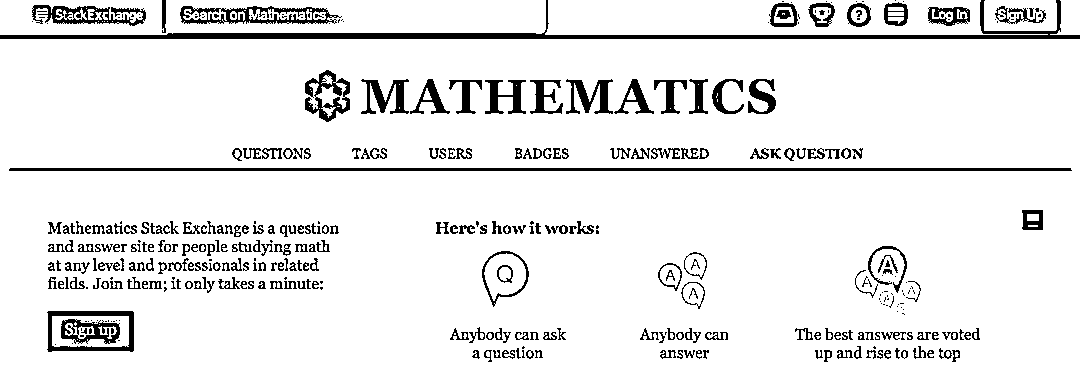 StackExchange Search on Mathematics... ? Log In Sign Up
MATHEMATICS
QUESTIONS TAGS USERS BADGES UNANSWERED ASK QUESTION
Mathematics Stack Exchange is a question
and answer site for people studying math
at any level and professionals in related
fields. Join them; it only takes a minute:
Sign up
Here's how it works:
Q
Anybody can ask
a question
A A A
Anybody can
answer
A A A A A
The best answers are voted
up and rise to the top